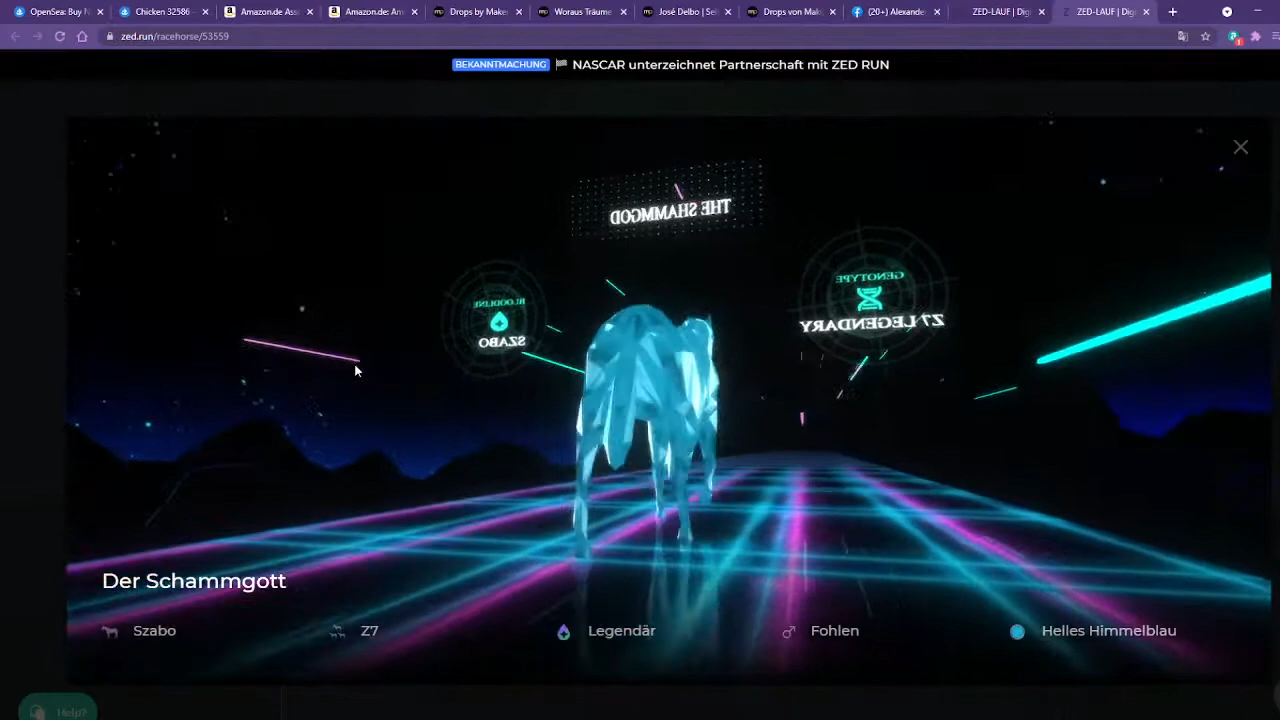 OpenSea: Buy N
Chicken 32586
Amazon.de Ass
Amazon.de: Am
Drops by Make
Woraus Träume
José Delbo | Sel
Drops von Mak
(20+) Alexande
ZED-LAUF | Dig
ZED-LAUF | Dig
zed.run/racehorse/53559
BEKANNTMACHUNG NASCAR unterzeichnet Partnerschaft mit ZED RUN
THE SHAMMGOD
GENOTYPE
Z7 LEGENDARY
BLOODLINE
SZABO
Der Schammgott
Szabo
Z7
Legendär
Fohlen
Helles Himmelblau
Help?